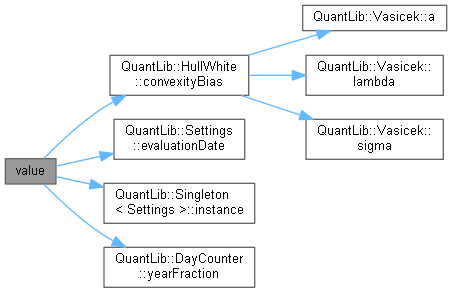 value
QuantLib::HullWhite
::convexityBias
QuantLib::Settings
::evaluationDate
QuantLib::Singleton
< Settings >::instance
QuantLib::DayCounter
::yearFraction
QuantLib::Vasicek::a
QuantLib::Vasicek::
lambda
QuantLib::Vasicek::
sigma